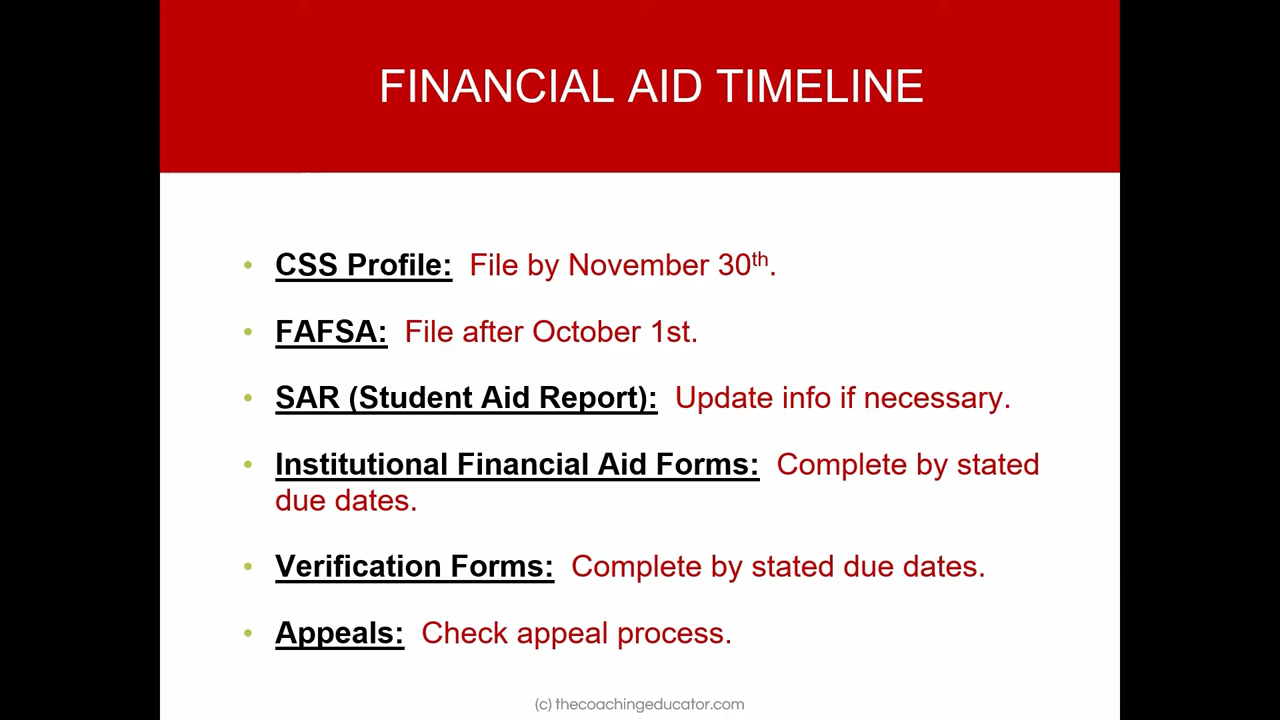 FINANCIAL AID TIMELINE
• CSS Profile: File by November 30th.
• FAFSA: File after October 1st.
• SAR (Student Aid Report): Update info if necessary.
• Institutional Financial Aid Forms: Complete by stated
due dates.
• Verification Forms: Complete by stated due dates.
• Appeals: Check appeal process.
(c) thecoachingeducator.com